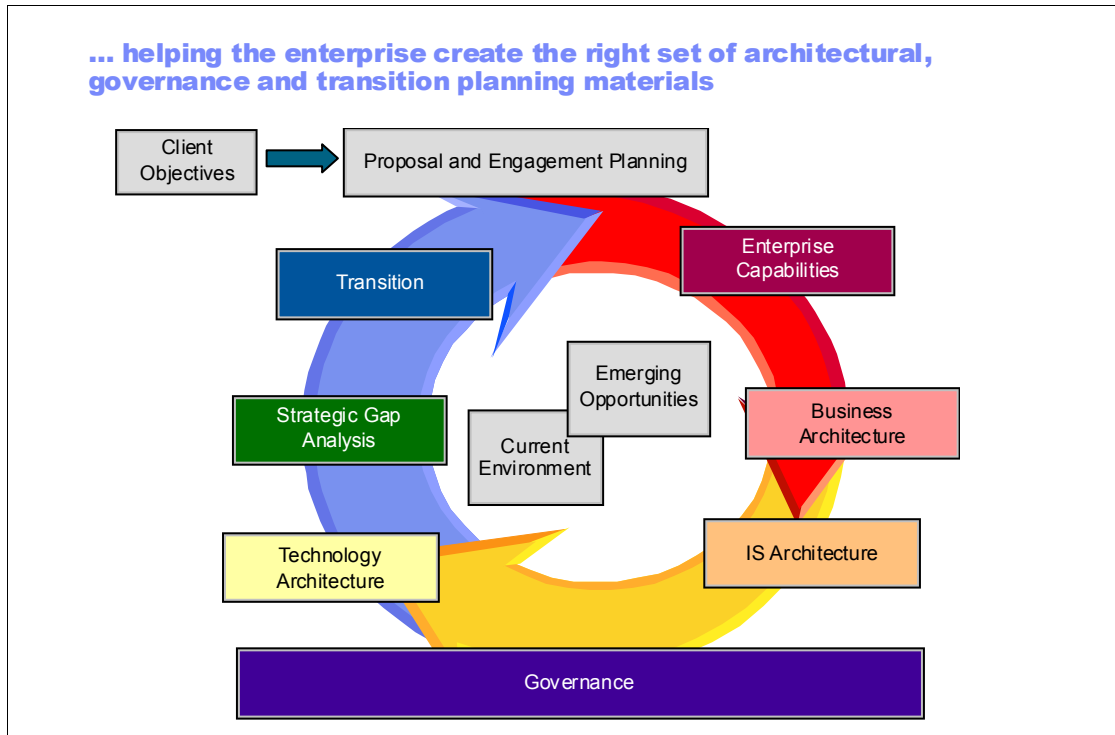 ... helping the enterprise create the right set of architectural,
governance and transition planning materials
Client
Objectives
Proposal and Engagement Planning
Enterprise
Capabilities
Transition
Emerging
Opportunities
Business
Architecture
Strategic Gap
Analysis
Current
Environment
IS Architecture
Technology
Architecture
Governance